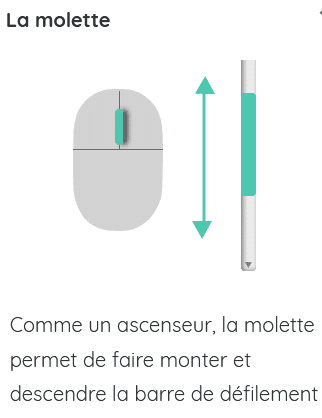 La molette
Comme un ascenseur, la molette
permet de faire monter et
descendre la barre de défilement